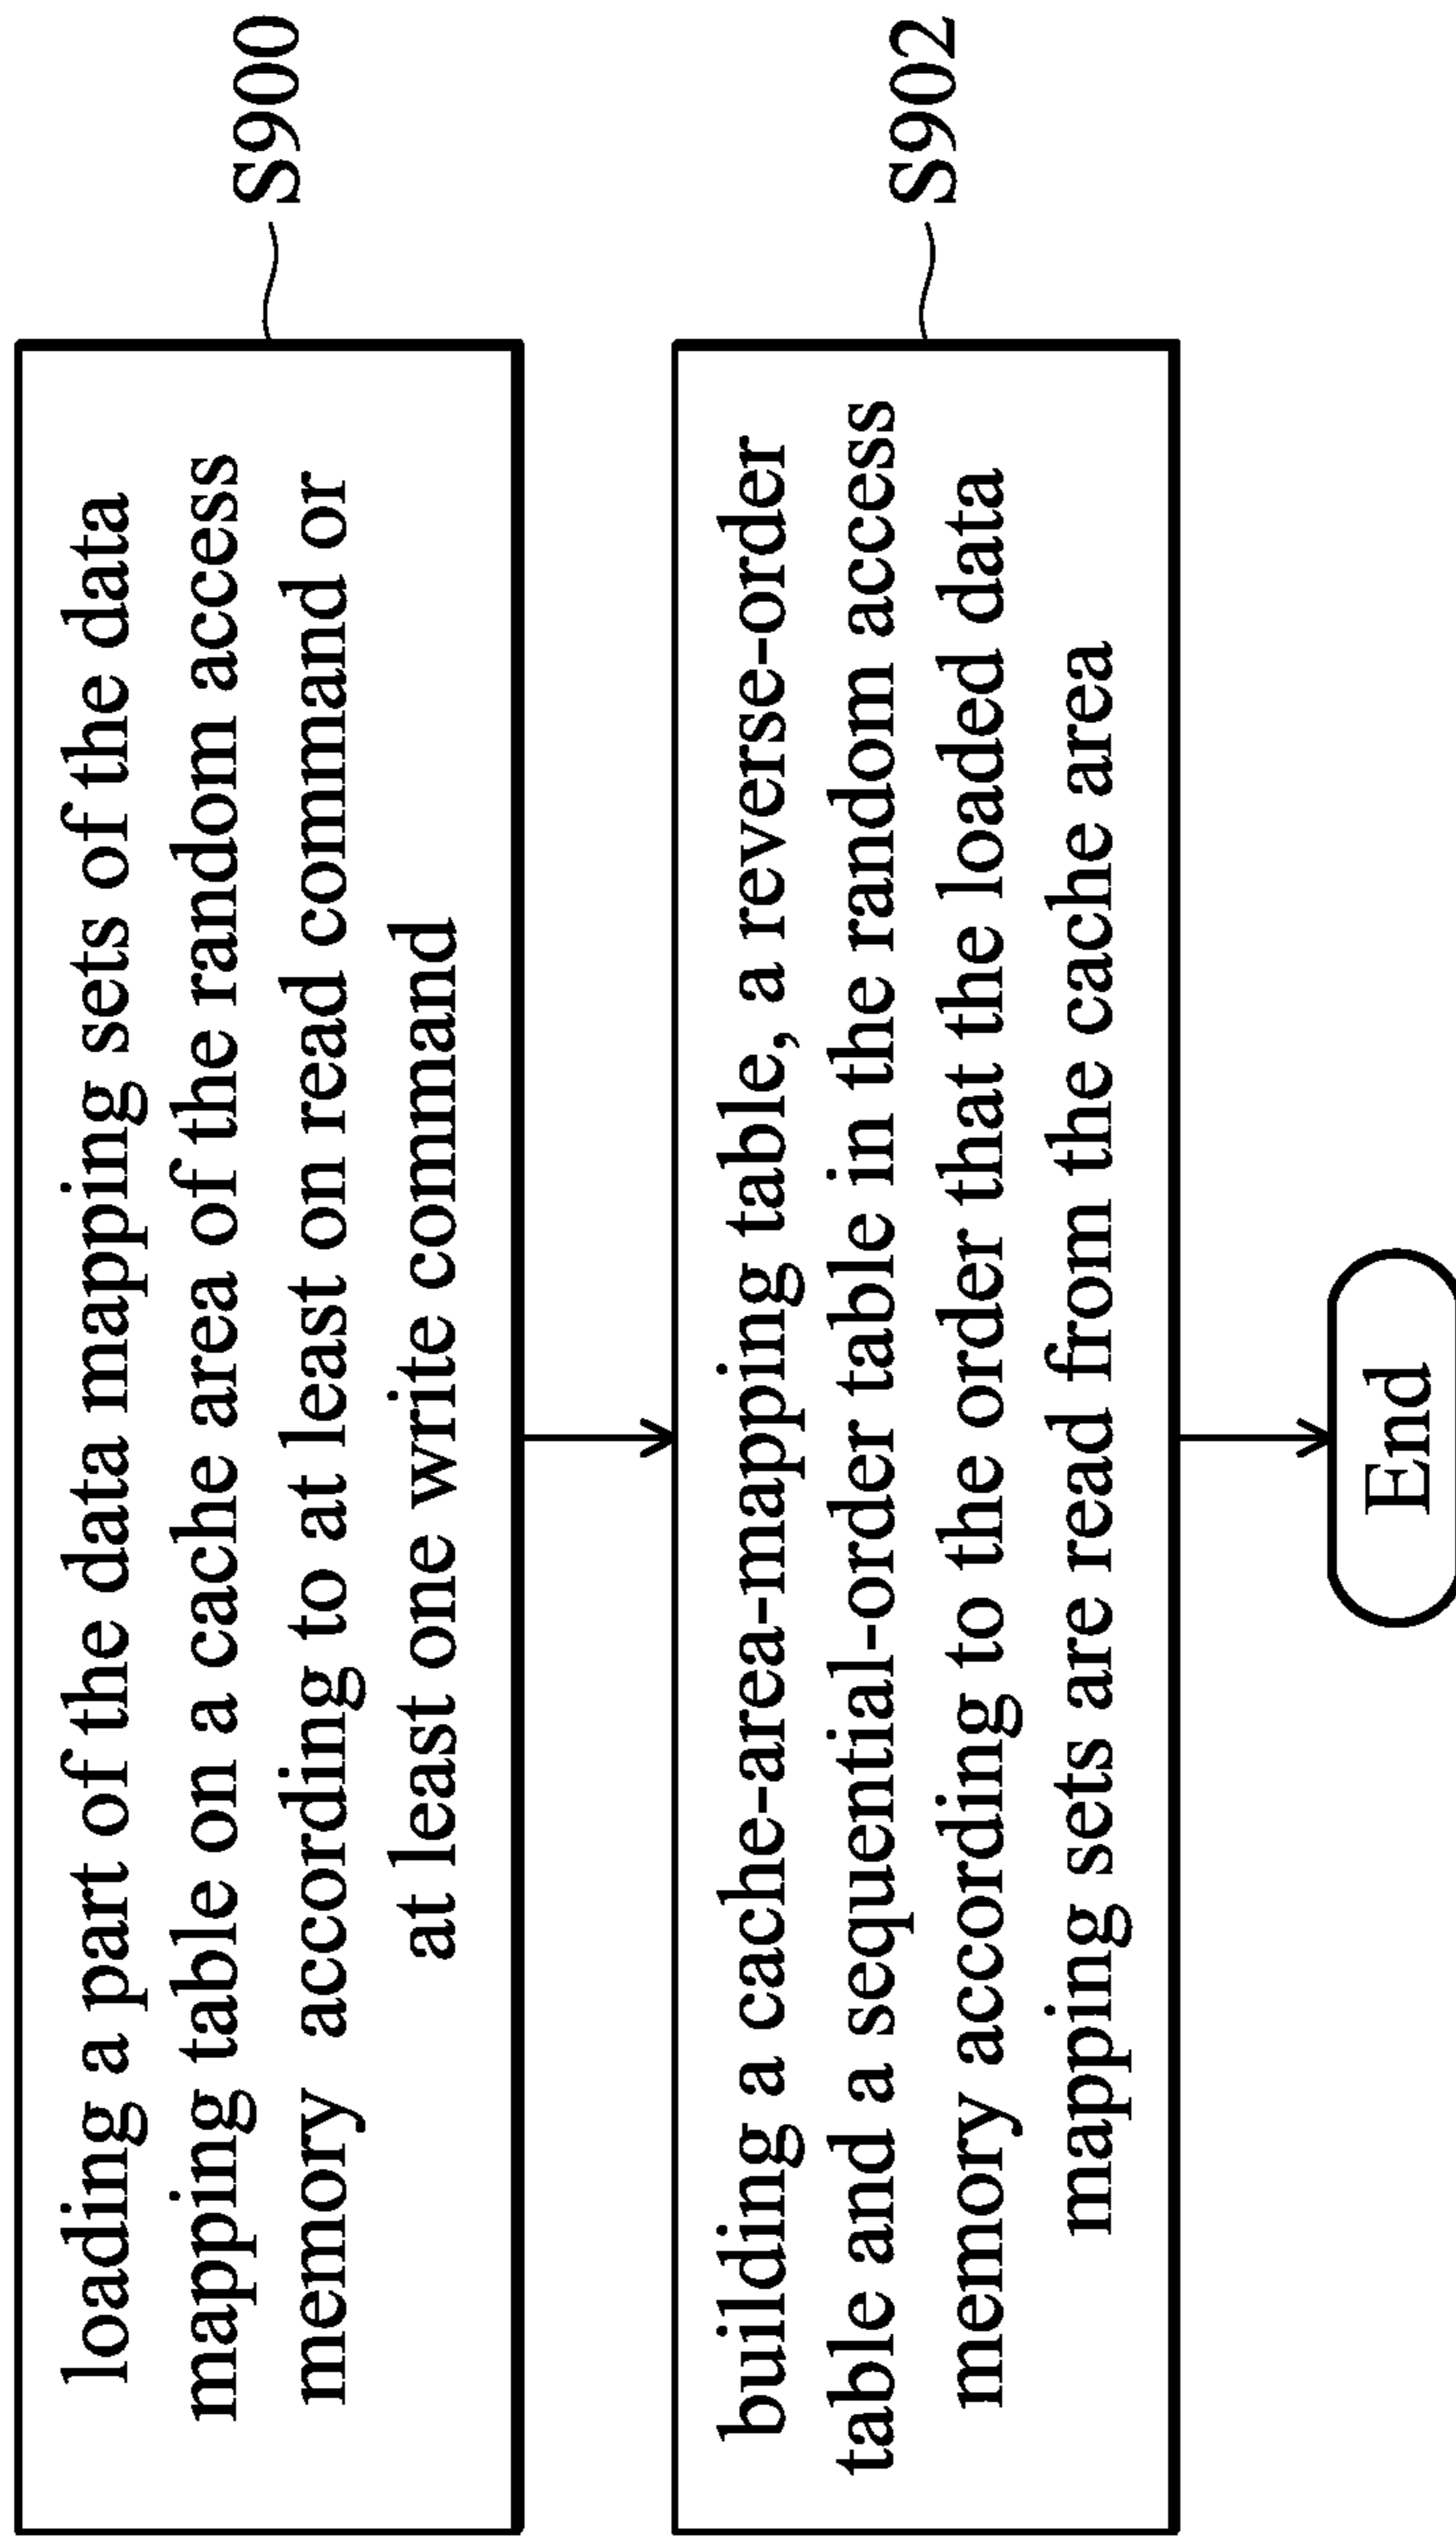 loading a part of the data mapping sets of the data
mapping table on a cache area of the random access
memory according to at least on read command or
at least one write command
S900
building a cache-area-mapping table, a reverse-order
table and a sequential-order table in the random access
memory according to the order that the loaded data
mapping sets are read from the cache area
S902
End